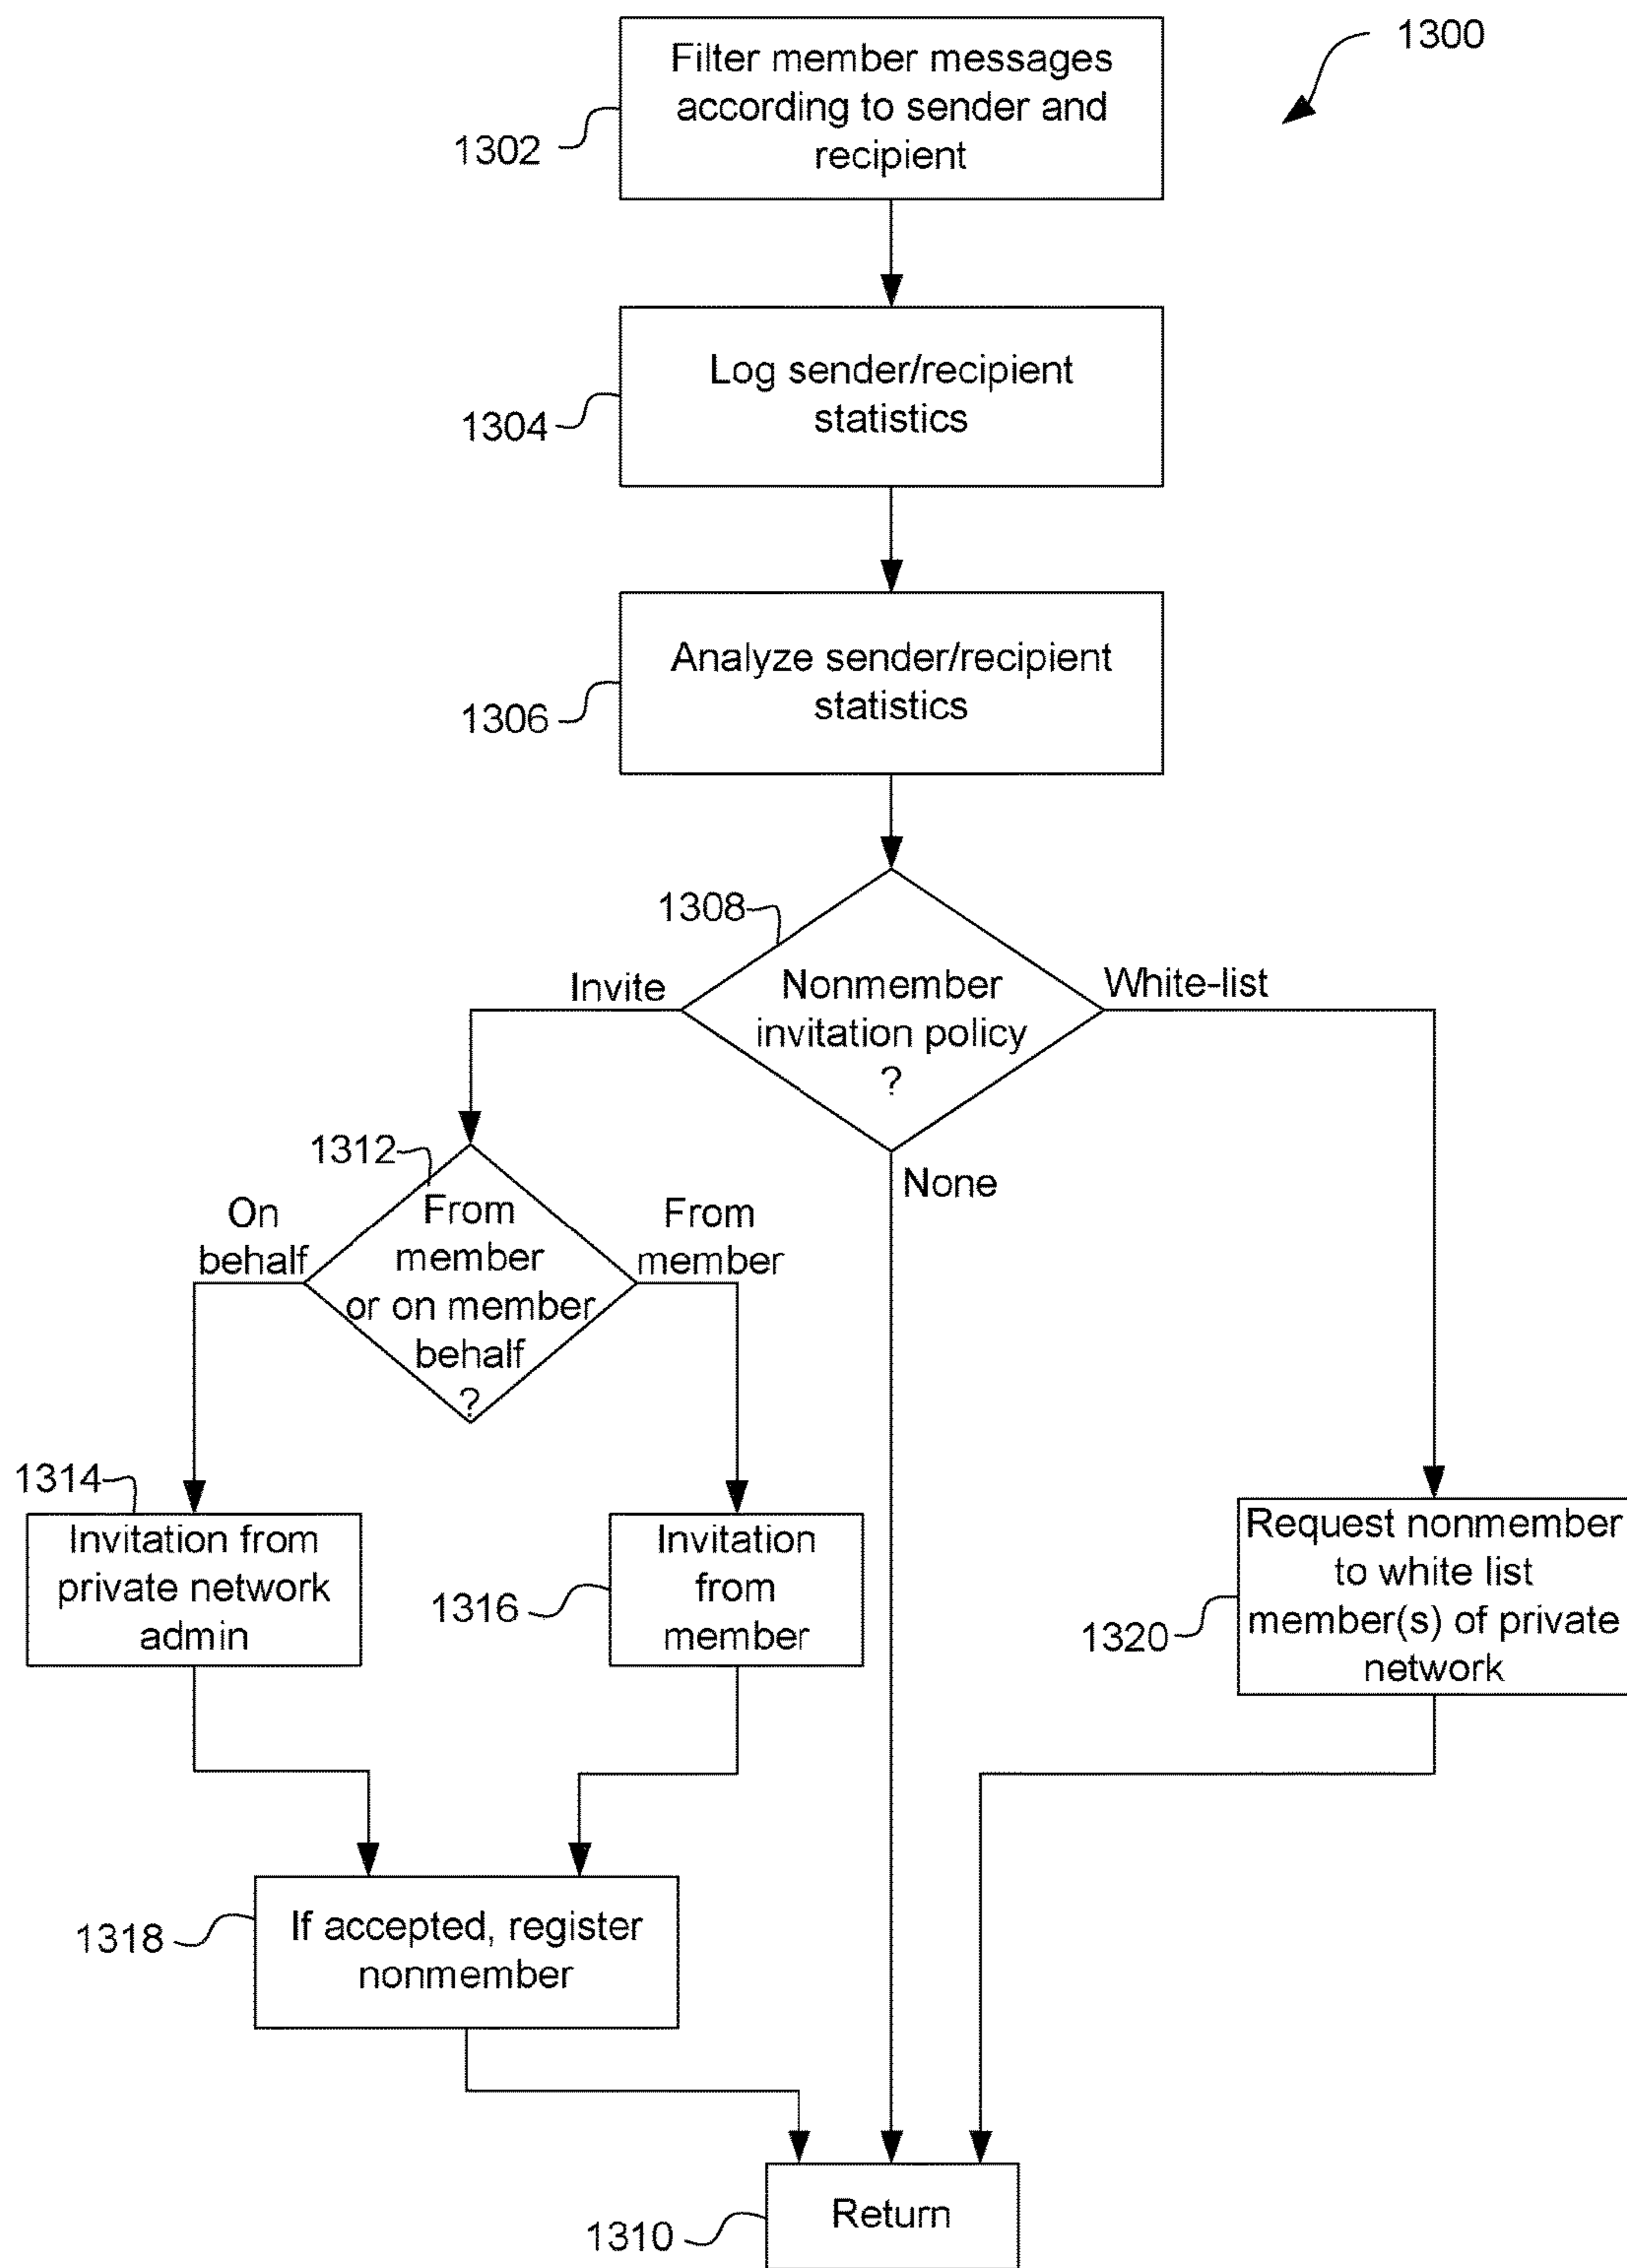 1300
Filter member messages
according to sender and
recipient
1302
Log sender/recipient
statistics
1304
Analyze sender/recipient
statistics
1306
1308
Invite
Nonmember
invitation policy
?
White-list
None
1312
On
behalf
From
member
or on member
behalf
?
From
member
1314
Invitation from
private network
admin
1316
Invitation
from
member
Request nonmember
to white list
member(s) of private
network
1320
If accepted, register
nonmember
1318
Return
1310